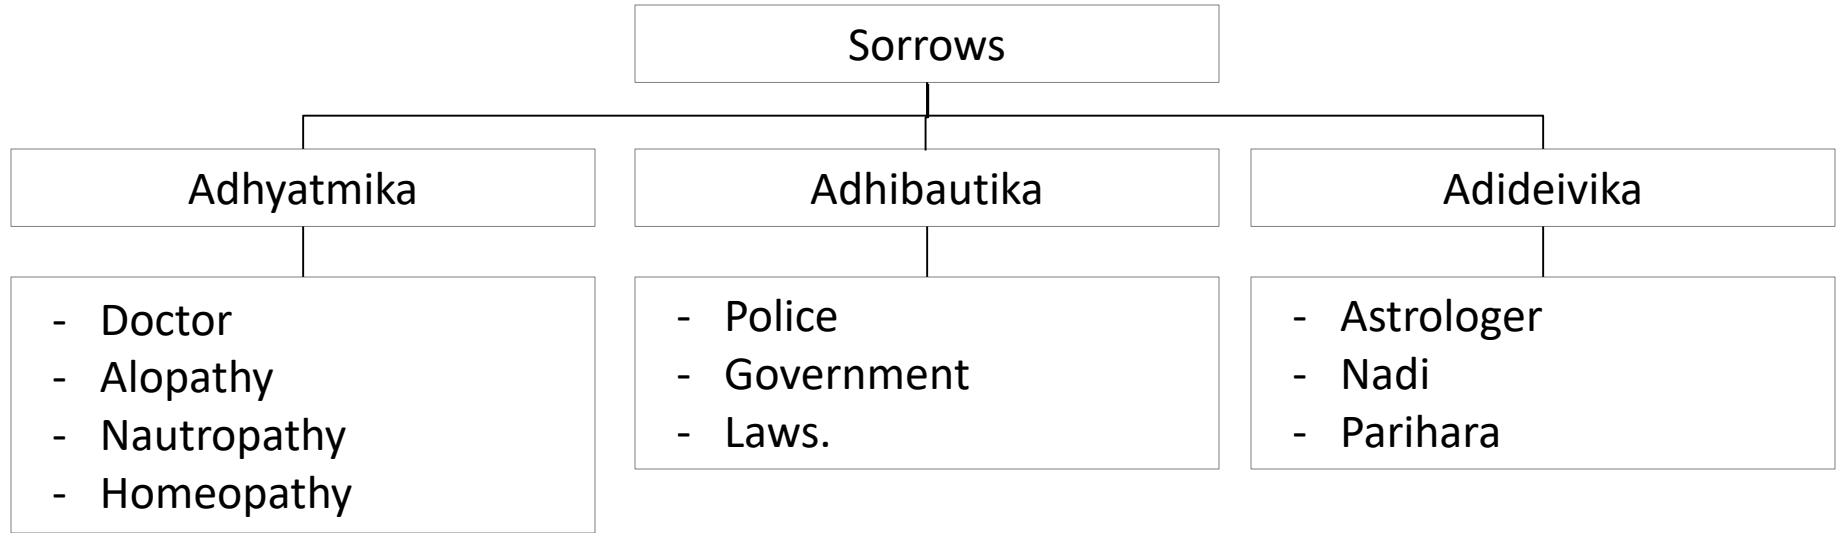 Sorrows
Adhyatmika
Adhibautika
Adideivika
- Doctor
- Alopathy
- Nautropathy
- Homeopathy
- Police
- Government
- Laws.
- Astrologer
- Nadi
- Parihara